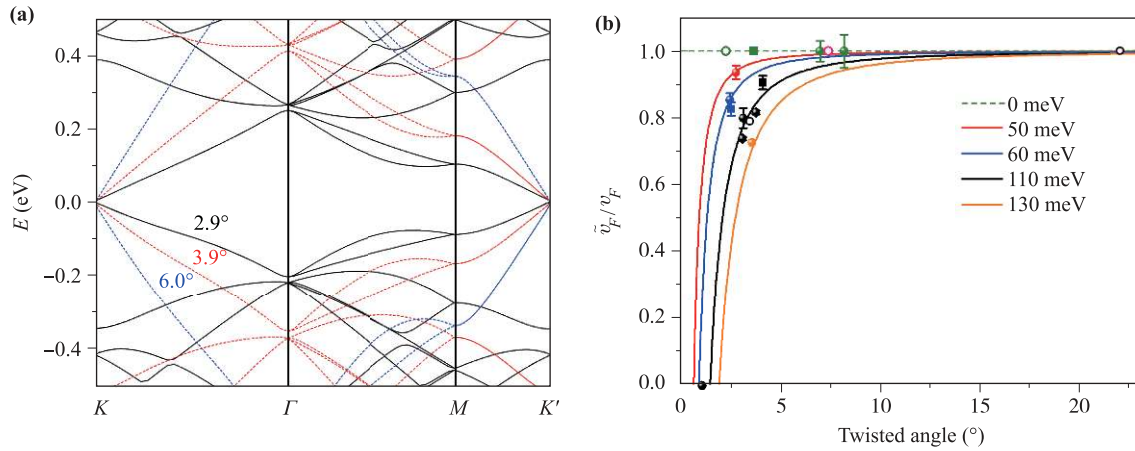 (a)
0.4
0.2
0.0
−0.2
−0.4
E (eV)
2.9°
3.9°
6.0°
K
Γ
M
K′
(b)
1.0
0.8
0.6
0.4
0.2
0.0
ṽF/vF
0 meV
50 meV
60 meV
110 meV
130 meV
0
5
10
15
20
Twisted angle (°)